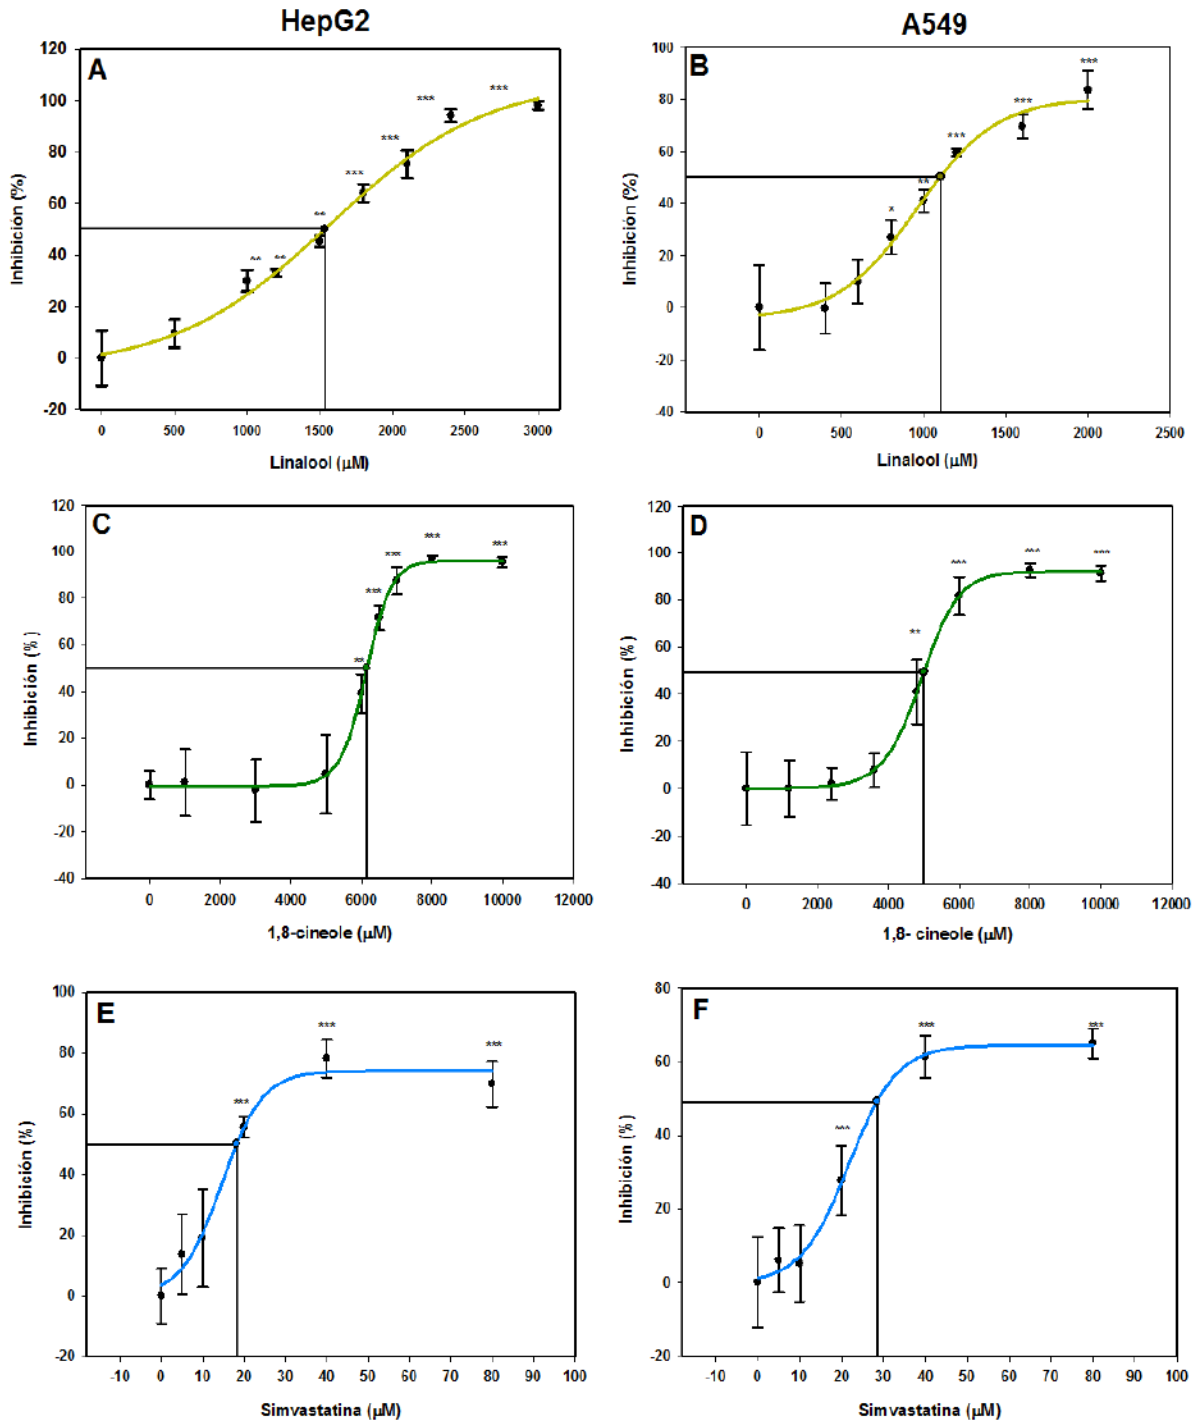 HepG2
A549
A
120
100
80
60
40
20
0
-20
Inhibición (%)
** ** ** *** *** *** ***
0 500 1000 1500 2000 2500 3000
Linalool (µM)
B
100
80
60
40
20
0
-20
-40
Inhibición (%)
* ** *** *** ***
0 500 1000 1500 2000 2500
Linalool (µM)
C
120
100
80
60
40
20
0
-20
-40
Inhibición (%)
** *** *** *** ***
0 2000 4000 6000 8000 10000 12000
1,8-cineole (µM)
D
120
100
80
60
40
20
0
-20
-40
Inhibición (%)
** *** *** ***
0 2000 4000 6000 8000 10000 12000
1,8- cineole (µM)
E
100
80
60
40
20
0
-20
Inhibición (%)
*** *** ***
-10 0 10 20 30 40 50 60 70 80 90 100
Simvastatina (µM)
F
80
60
40
20
0
-20
Inhibición (%)
*** *** ***
-10 0 10 20 30 40 50 60 70 80 90 100
Simvastatina (µM)